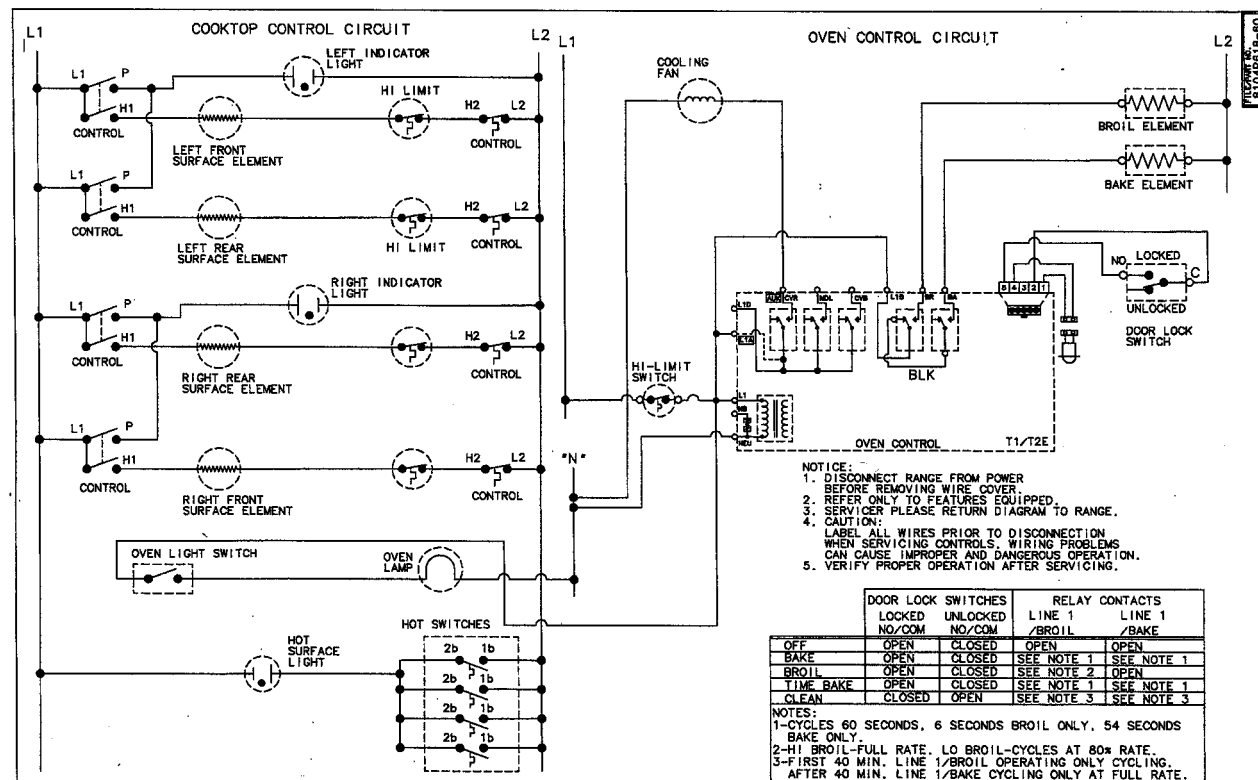 COOKTOP CONTROL CIRCUIT
L1
L2
LEFT INDICATOR
LIGHT
L1
P
H1
CONTROL
HI LIMIT
H2
L2
CONTROL
LEFT FRONT
SURFACE ELEMENT
L1
P
H1
CONTROL
HI LIMIT
H2
L2
CONTROL
LEFT REAR
SURFACE ELEMENT
RIGHT INDICATOR
LIGHT
L1
P
H1
CONTROL
H2
L2
CONTROL
RIGHT REAR
SURFACE ELEMENT
L1
P
H1
CONTROL
H2
L2
CONTROL
RIGHT FRONT
SURFACE ELEMENT
OVEN LIGHT SWITCH
OVEN
LAMP
"N"
HOT
SURFACE
LIGHT
HOT SWITCHES
2b 1b
2b 1b
2b 1b
2b 1b
OVEN CONTROL CIRCUIT
L1
L2
COOLING
FAN
BROIL ELEMENT
BAKE ELEMENT
NO
LOCKED
C
UNLOCKED
DOOR LOCK
SWITCH
5 4 3 2 1
CVR
L1B
BR
BA
BLK
HI-LIMIT
SWITCH
L1
NEU
OVEN CONTROL
T1/T2E
NOTICE:
1. DISCONNECT RANGE FROM POWER
BEFORE REMOVING WIRE COVER.
2. REFER ONLY TO FEATURES EQUIPPED.
3. SERVICER PLEASE RETURN DIAGRAM TO RANGE.
4. CAUTION:
LABEL ALL WIRES PRIOR TO DISCONNECTION
WHEN SERVICING CONTROLS, WIRING PROBLEMS
CAN CAUSE IMPROPER AND DANGEROUS OPERATION.
5. VERIFY PROPER OPERATION AFTER SERVICING.
DOOR LOCK SWITCHES RELAY CONTACTS
LOCKED UNLOCKED LINE 1 LINE 1
NO/COM NO/COM /BROIL /BAKE
OFF OPEN CLOSED OPEN OPEN
BAKE OPEN CLOSED SEE NOTE 1 SEE NOTE 1
BROIL OPEN CLOSED SEE NOTE 2 OPEN
TIME BAKE OPEN CLOSED SEE NOTE 1 SEE NOTE 1
CLEAN CLOSED OPEN SEE NOTE 3 SEE NOTE 3
NOTES:
1-CYCLES 60 SECONDS, 6 SECONDS BROIL ONLY, 54 SECONDS
BAKE ONLY.
2-HI BROIL-FULL RATE. LO BROIL-CYCLES AT 80% RATE.
3-FIRST 40 MIN. LINE 1/BROIL OPERATING ONLY CYCLING.
AFTER 40 MIN. LINE 1/BAKE CYCLING ONLY AT FULL RATE.